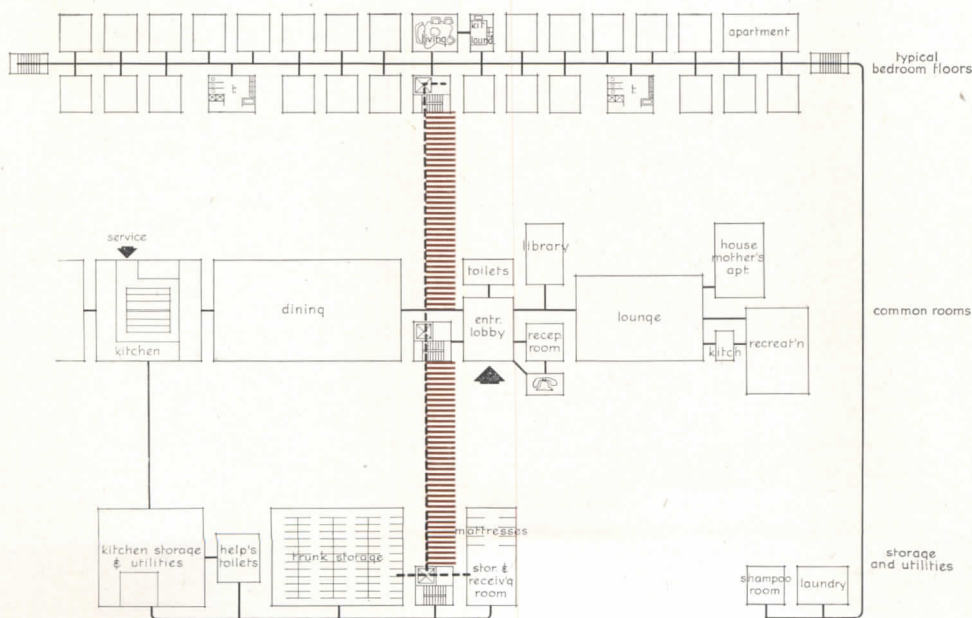 living
kit
laund.
apartment
t
t
typical
bedroom floors
service
library
house
mother's
apt.
toilets
dining
entr.
lobby
lounge
common rooms
recep.
room
kitchen
kitch
recreat'n
mattresses
kitchen storage
& utilities
help's
toilets
trunk storage
stor. &
receiv'g
room
shampoo
room
laundry
storage
and utilities